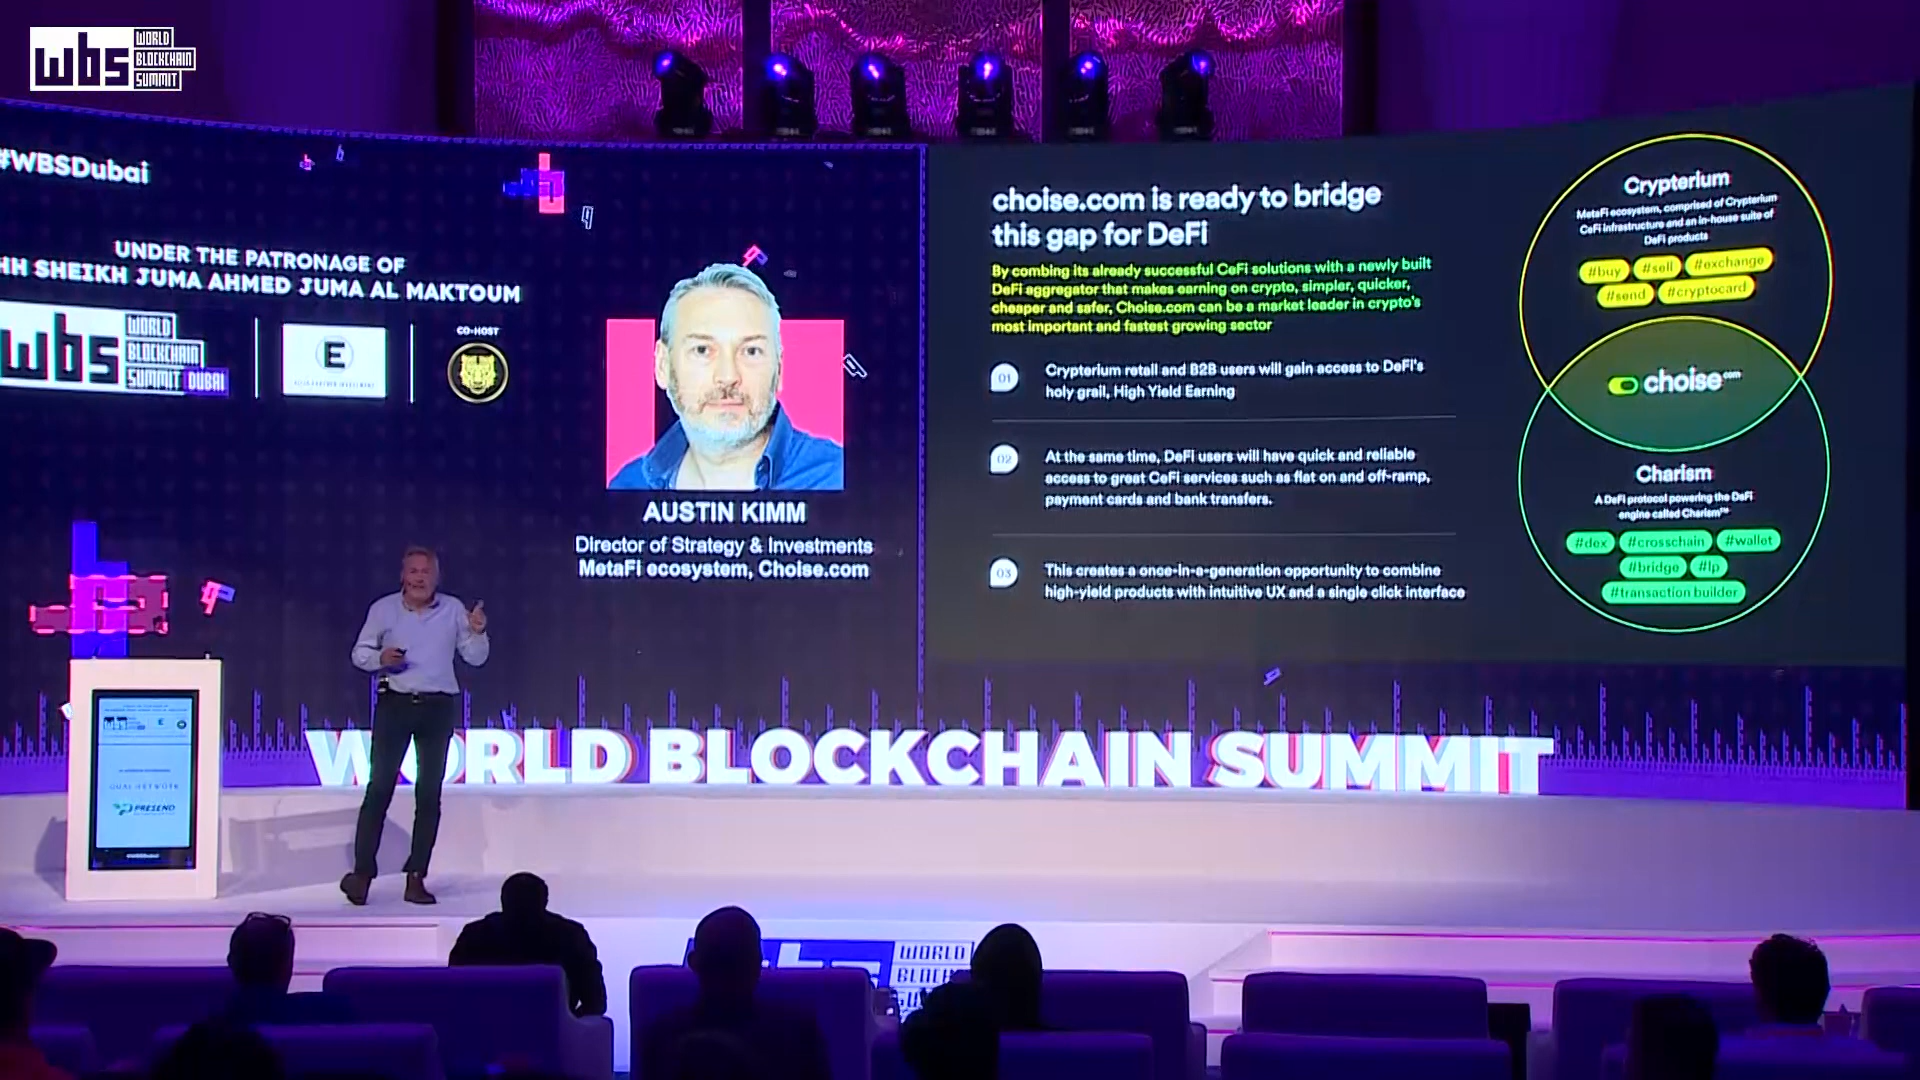 wbs WORLD
BLOCKCHAIN
SUMMIT
#WBSDubai
UNDER THE PATRONAGE OF
HH SHEIKH JUMA AHMED JUMA AL MAKTOUM
wbs WORLD
BLOCKCHAIN
SUMMIT DUBAI
E
CO-HOST
AUSTIN KIMM
Director of Strategy & Investments
MetaFi ecosystem, Choise.com
choise.com is ready to bridge
this gap for DeFi
By combing its already successful CeFi solutions with a newly built
DeFi aggregator that makes earning on crypto, simpler, quicker,
cheaper and safer, Choise.com can be a market leader in crypto's
most important and fastest growing sector
01
Crypterium retail and B2B users will gain access to DeFi's
holy grail, High Yield Earning
02
At the same time, DeFi users will have quick and reliable
access to great CeFi services such as fiat on and off-ramp,
payment cards and bank transfers.
03
This creates a once-in-a-generation opportunity to combine
high-yield products with intuitive UX and a single click interface
Crypterium
MetaFi ecosystem, comprised of Crypterium
CeFi infrastructure and an in-house suite of
DeFi products
#buy #sell #exchange
#send #cryptocard
choise.com
Charism
A DeFi protocol powering the DeFi
engine called Charism™
#dex #crosschain #wallet
#bridge #lp
#transaction builder
WORLD BLOCKCHAIN SUMMIT
wbs
E
PRESEND
wbs WORLD